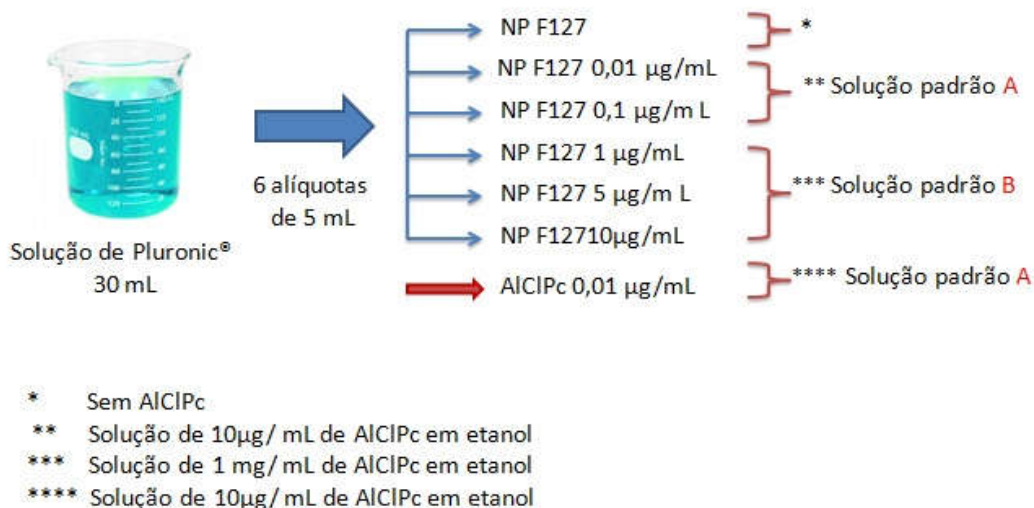 NP F127
*
NP F127 0,01 µg/mL
** Solução padrão A
NP F127 0,1 µg/m L
NP F127 1 µg/mL
6 alíquotas
de 5 mL
NP F127 5 µg/m L
*** Solução padrão B
NP F12710µg/mL
Solução de Pluronic®
30 mL
AlClPc 0,01 µg/mL
**** Solução padrão A
* Sem AlClPc
** Solução de 10µg/ mL de AlClPc em etanol
*** Solução de 1 mg/ mL de AlClPc em etanol
**** Solução de 10µg/ mL de AlClPc em etanol